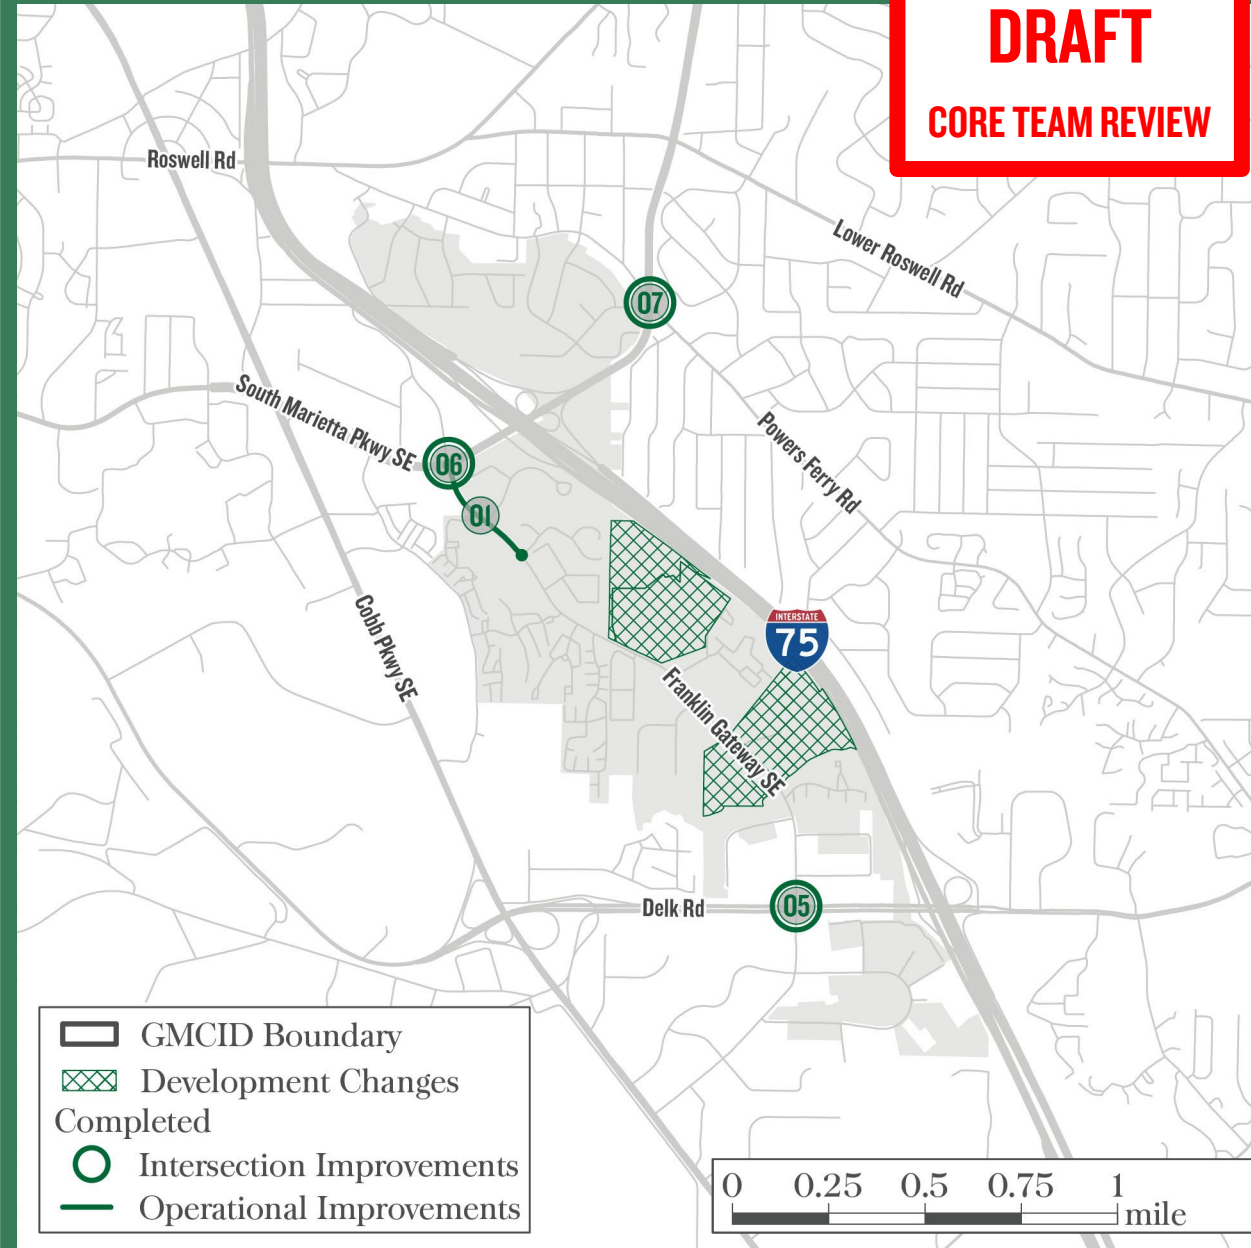 DRAFT
CORE TEAM REVIEW
Roswell Rd
Lower Roswell Rd
07
South Marietta Pkwy SE
06
Powers Ferry Rd
01
Cobb Pkwy SE
INTERSTATE
75
Franklin Gateway SE
Delk Rd
05
GMCID Boundary
Development Changes
Completed
Intersection Improvements
Operational Improvements
0 0.25 0.5 0.75 1
mile